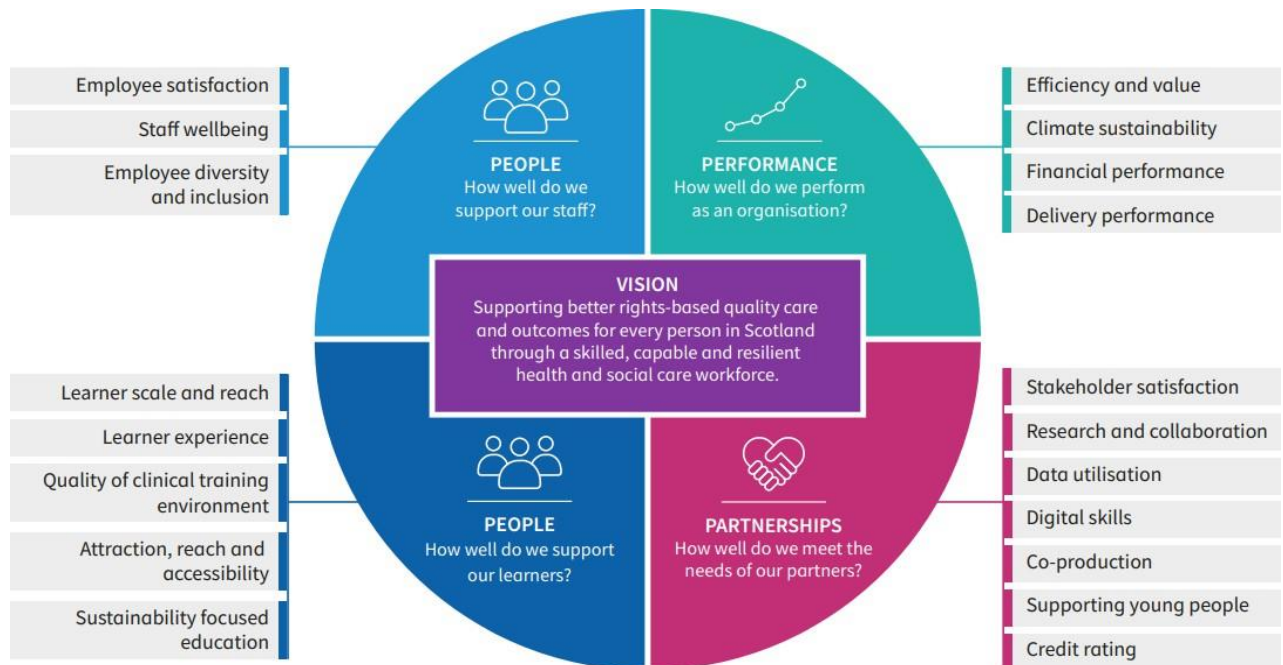 Employee satisfaction
Staff wellbeing
Employee diversity
and inclusion
PEOPLE
How well do we
support our staff?
PERFORMANCE
How well do we perform
as an organisation?
Efficiency and value
Climate sustainability
Financial performance
Delivery performance
VISION
Supporting better rights-based quality care
and outcomes for every person in Scotland
through a skilled, capable and resilient
health and social care workforce.
Learner scale and reach
Learner experience
Quality of clinical training
environment
Attraction, reach and
accessibility
Sustainability focused
education
PEOPLE
How well do we support
our learners?
PARTNERSHIPS
How well do we meet the
needs of our partners?
Stakeholder satisfaction
Research and collaboration
Data utilisation
Digital skills
Co-production
Supporting young people
Credit rating